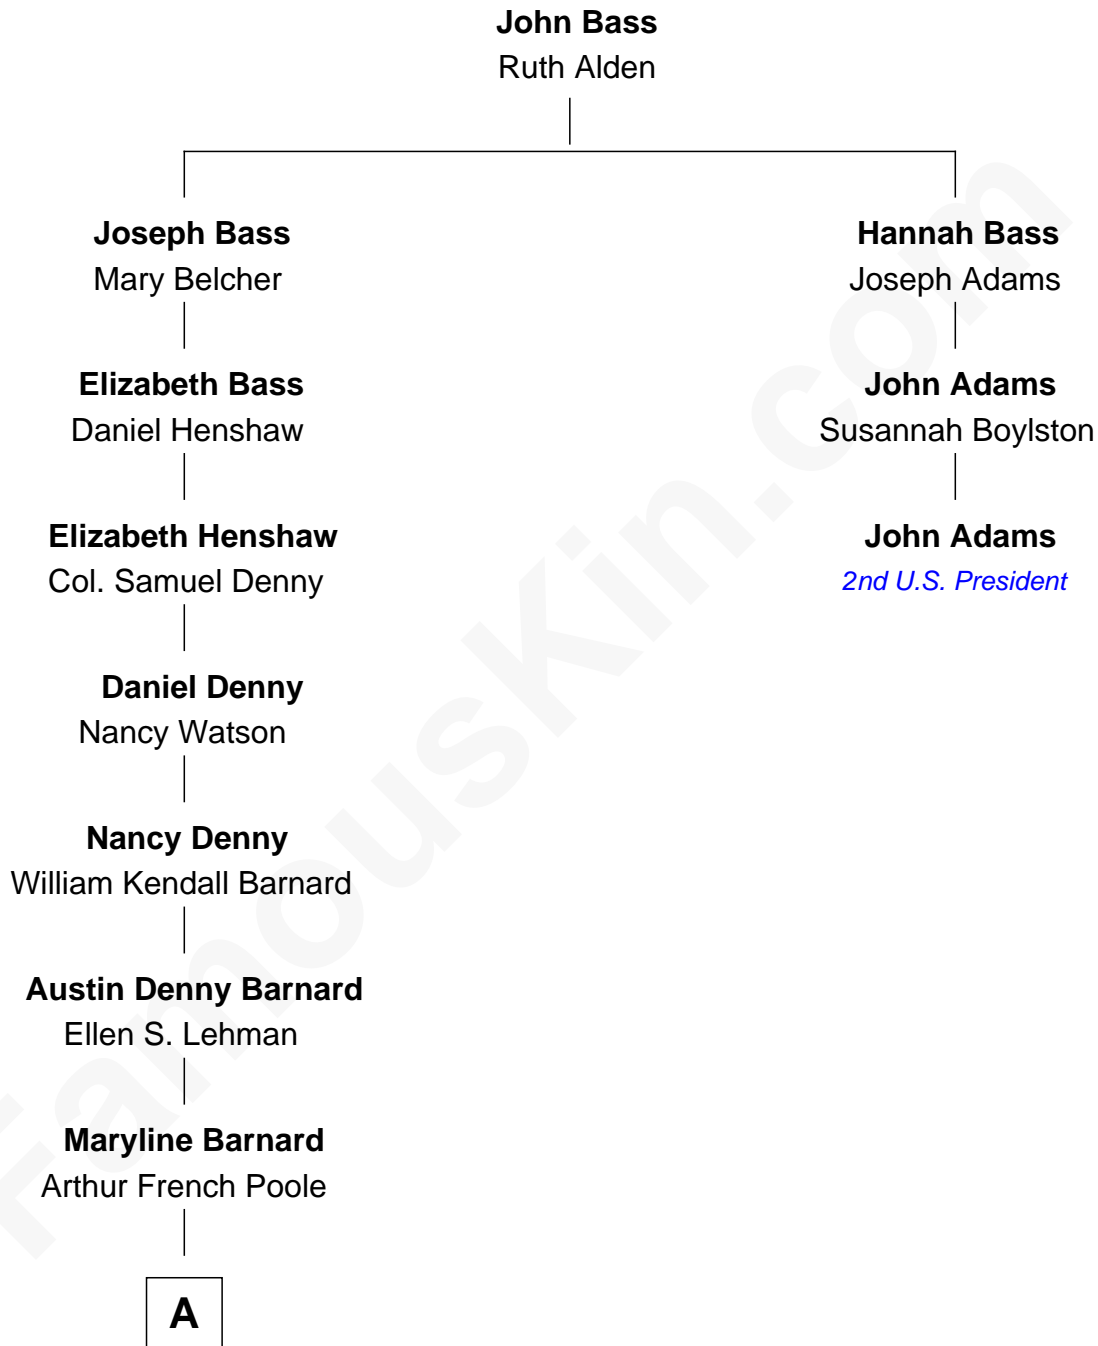 John Bass
Ruth Alden
Joseph Bass
Mary Belcher
Hannah Bass
Joseph Adams
Elizabeth Bass
Daniel Henshaw
John Adams
Susannah Boylston
Elizabeth Henshaw
Col. Samuel Denny
John Adams
2nd U.S. President
Daniel Denny
Nancy Watson
Nancy Denny
William Kendall Barnard
Austin Denny Barnard
Ellen S. Lehman
Maryline Barnard
Arthur French Poole
A
FamousKin.com